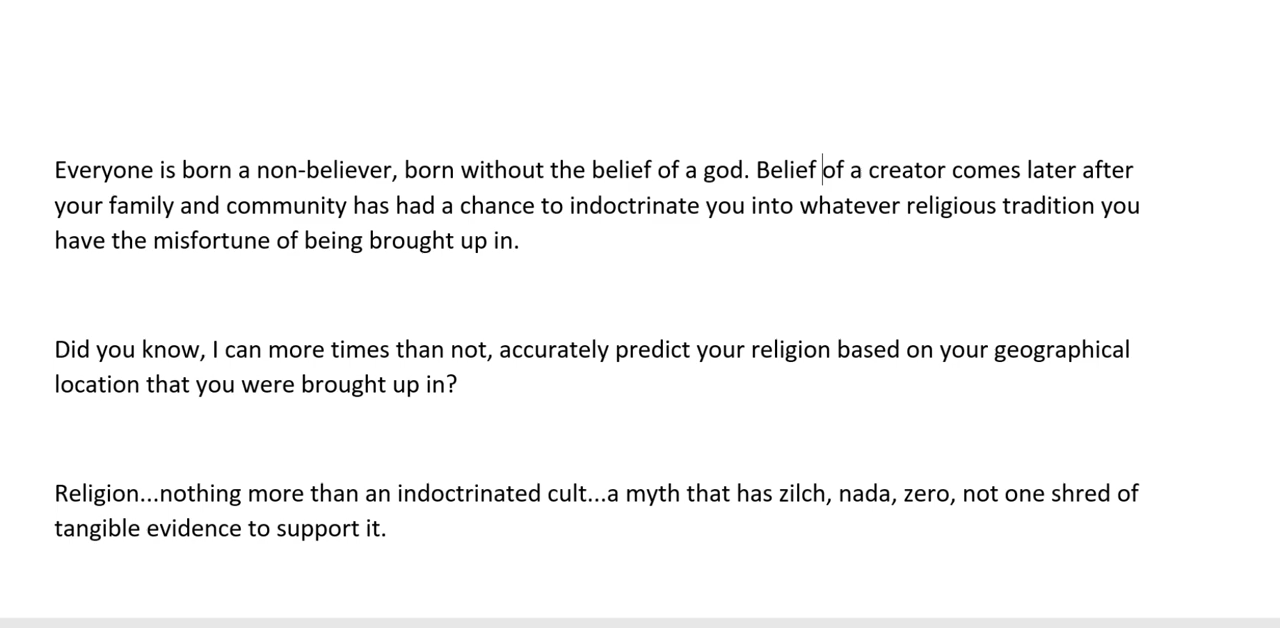 Everyone is born a non-believer, born without the belief of a god. Belief of a creator comes later after
your family and community has had a chance to indoctrinate you into whatever religious tradition you
have the misfortune of being brought up in.
Did you know, I can more times than not, accurately predict your religion based on your geographical
location that you were brought up in?
Religion...nothing more than an indoctrinated cult...a myth that has zilch, nada, zero, not one shred of
tangible evidence to support it.